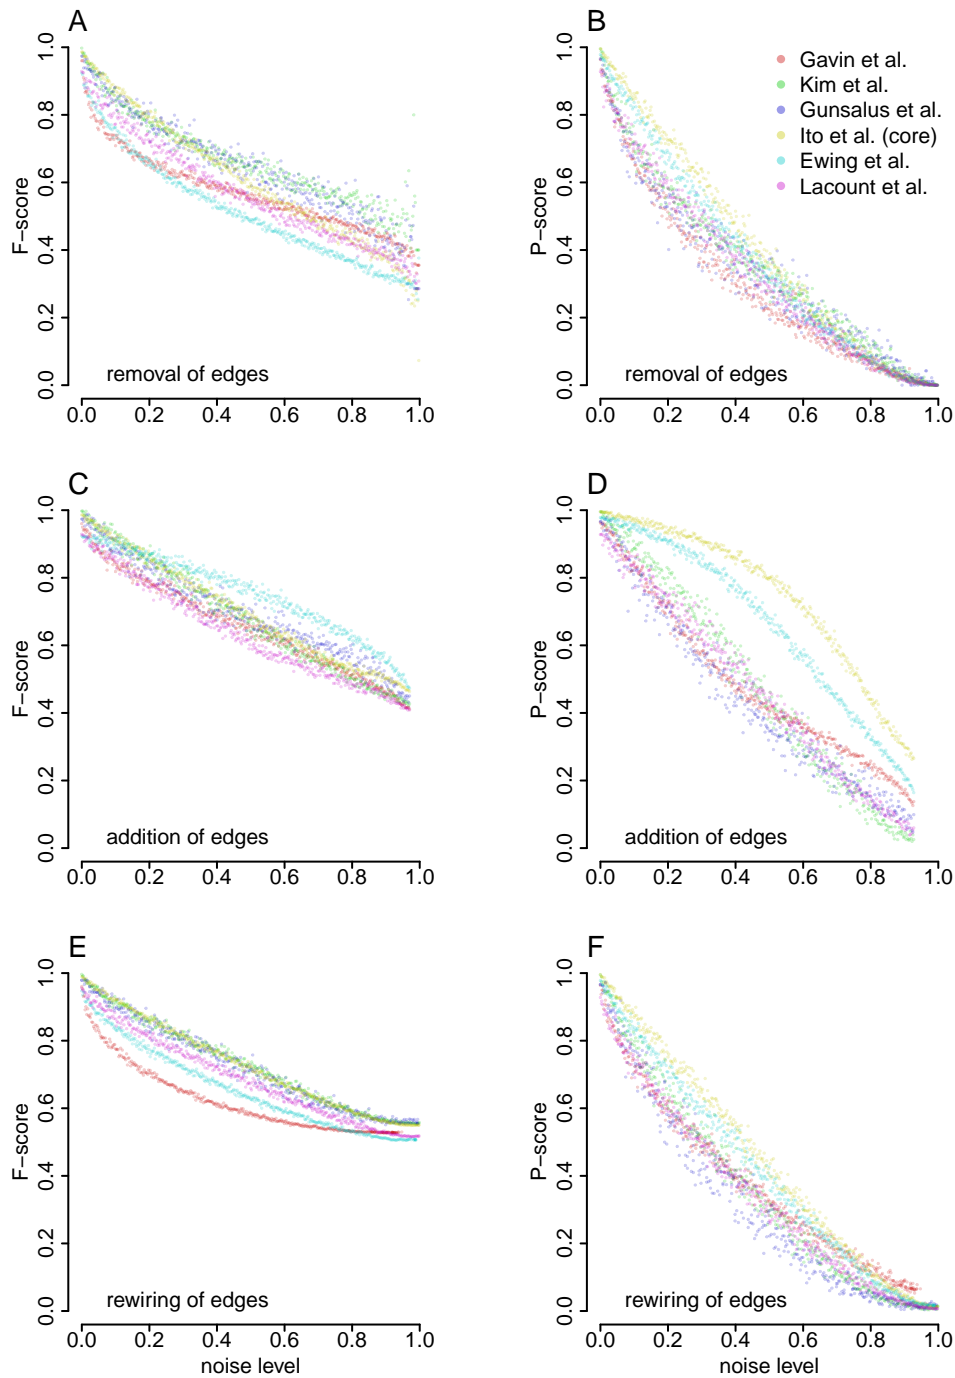 A
F−score
0.0 0.2 0.4 0.6 0.8 1.0
removal of edges
0.0 0.2 0.4 0.6 0.8 1.0
B
P−score
0.0 0.2 0.4 0.6 0.8 1.0
Gavin et al.
Kim et al.
Gunsalus et al.
Ito et al. (core)
Ewing et al.
Lacount et al.
removal of edges
0.0 0.2 0.4 0.6 0.8 1.0
C
F−score
0.0 0.2 0.4 0.6 0.8 1.0
addition of edges
0.0 0.2 0.4 0.6 0.8 1.0
D
P−score
0.0 0.2 0.4 0.6 0.8 1.0
addition of edges
0.0 0.2 0.4 0.6 0.8 1.0
E
F−score
0.0 0.2 0.4 0.6 0.8 1.0
rewiring of edges
0.0 0.2 0.4 0.6 0.8 1.0
noise level
F
P−score
0.0 0.2 0.4 0.6 0.8 1.0
rewiring of edges
0.0 0.2 0.4 0.6 0.8 1.0
noise level